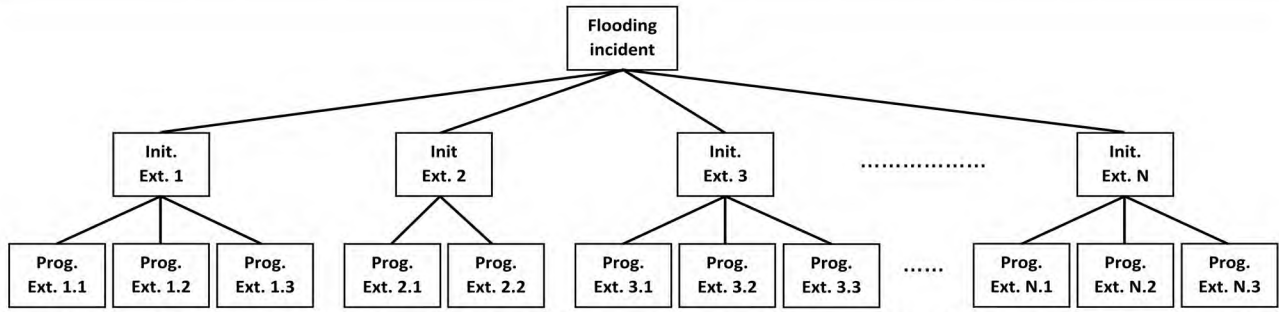 Flooding
incident
Init.
Ext. 1
Init
Ext. 2
Init.
Ext. 3
………………
Init.
Ext. N
Prog.
Ext. 1.1
Prog.
Ext. 1.2
Prog.
Ext. 1.3
Prog.
Ext. 2.1
Prog.
Ext. 2.2
Prog.
Ext. 3.1
Prog.
Ext. 3.2
Prog.
Ext. 3.3
……
Prog.
Ext. N.1
Prog.
Ext. N.2
Prog.
Ext. N.3